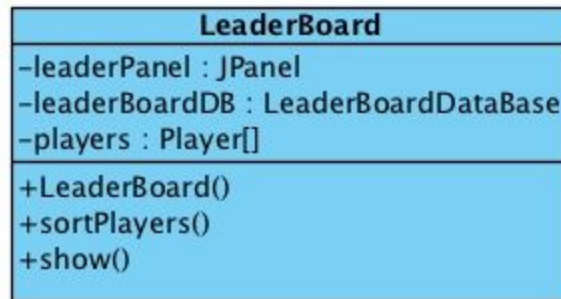 LeaderBoard
-leaderPanel : JPanel
-leaderBoardDB : LeaderBoardDataBase
-players : Player[]
+LeaderBoard()
+sortPlayers()
+show()